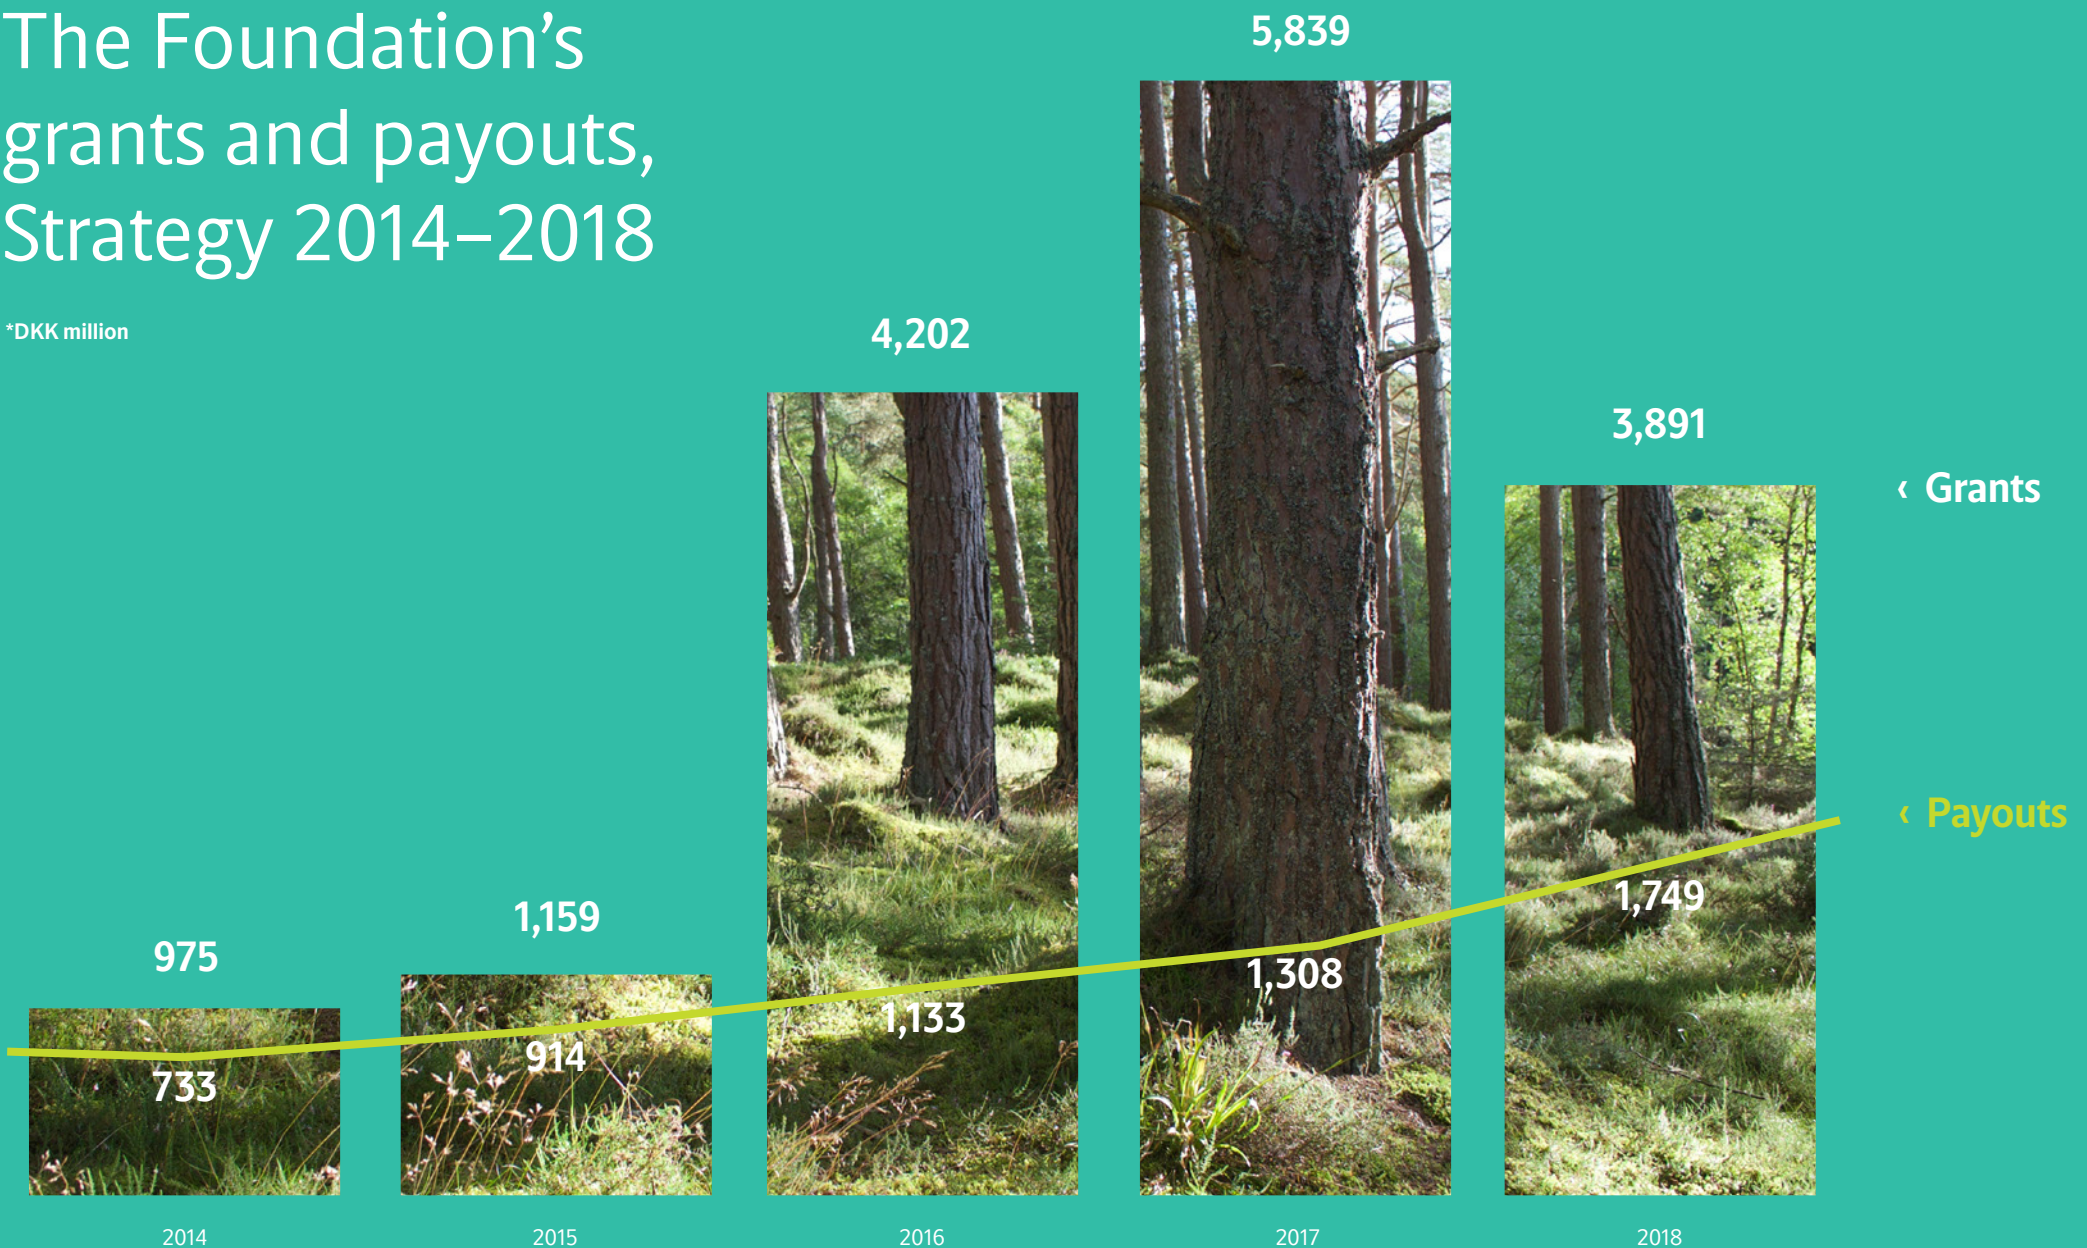 The Foundation's
grants and payouts,
Strategy 2014–2018
*DKK million
5,839
4,202
3,891
‹ Grants
‹ Payouts
1,749
1,159
975
1,308
1,133
914
733
2014
2015
2016
2017
2018